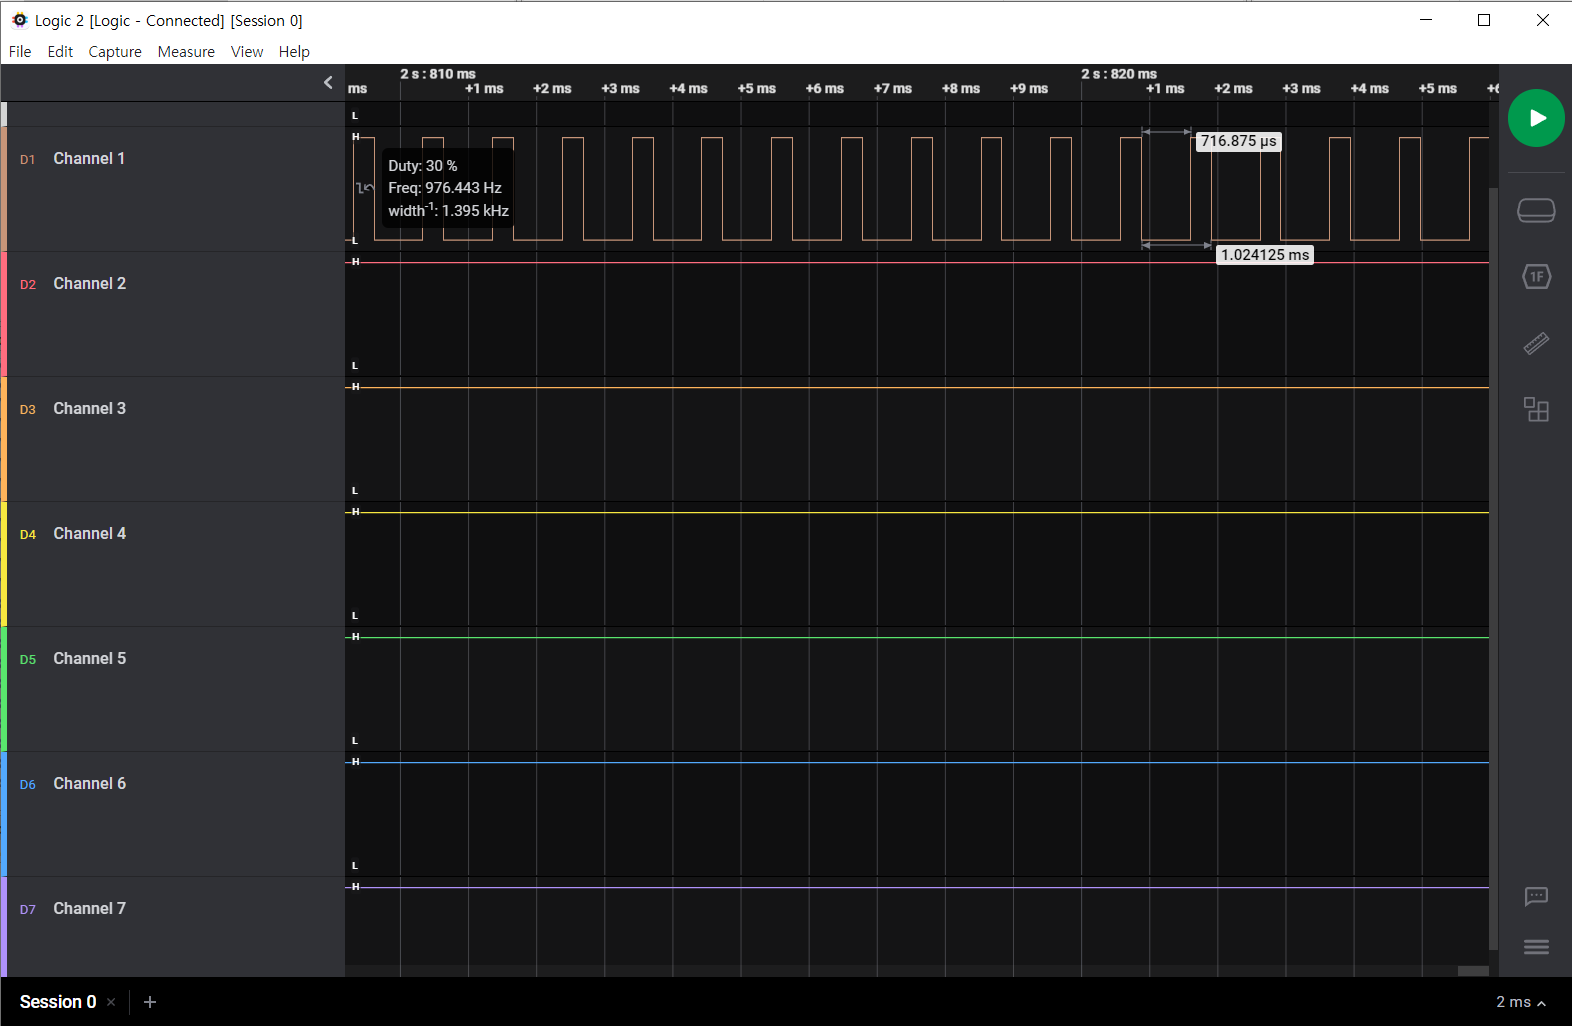 Logic 2 [Logic - Connected] [Session 0]
File Edit Capture Measure View Help
2 s : 810 ms 2 s : 820 ms
ms +1 ms +2 ms +3 ms +4 ms +5 ms +6 ms +7 ms +8 ms +9 ms +1 ms +2 ms +3 ms +4 ms +5 ms
L
H
716.875 µs
D1 Channel 1
Duty: 30 %
Freq: 976.443 Hz
width-1: 1.395 kHz
L
1.024125 ms
H
D2 Channel 2
1F
L
H
D3 Channel 3
L
H
D4 Channel 4
L
H
D5 Channel 5
L
H
D6 Channel 6
L
H
D7 Channel 7
Session 0
2 ms